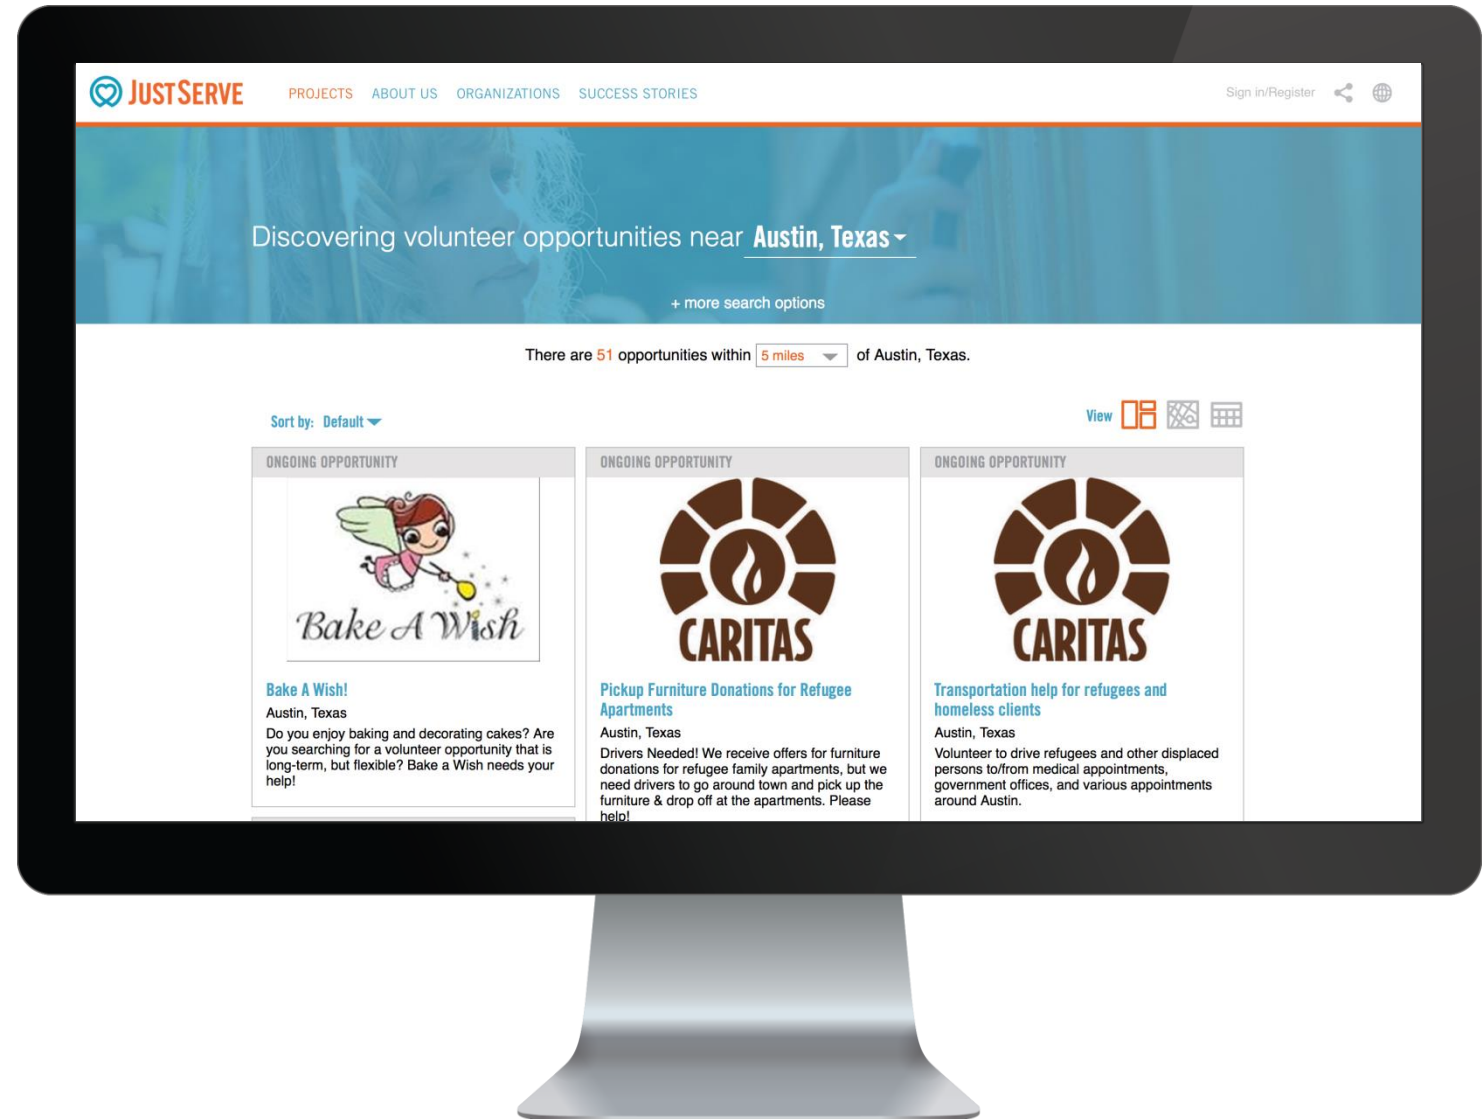 JUST SERVE
PROJECTS ABOUT US ORGANIZATIONS SUCCESS STORIES
Sign in/Register
Discovering volunteer opportunities near Austin, Texas
+ more search options
There are 51 opportunities within 5 miles of Austin, Texas.
Sort by: Default
View
ONGOING OPPORTUNITY
Bake A Wish
Bake A Wish!
Austin, Texas
Do you enjoy baking and decorating cakes? Are
you searching for a volunteer opportunity that is
long-term, but flexible? Bake a Wish needs your
help!
ONGOING OPPORTUNITY
CARITAS
Pickup Furniture Donations for Refugee
Apartments
Austin, Texas
Drivers Needed! We receive offers for furniture
donations for refugee family apartments, but we
need drivers to go around town and pick up the
furniture & drop off at the apartments. Please
help!
ONGOING OPPORTUNITY
CARITAS
Transportation help for refugees and
homeless clients
Austin, Texas
Volunteer to drive refugees and other displaced
persons to/from medical appointments,
government offices, and various appointments
around Austin.